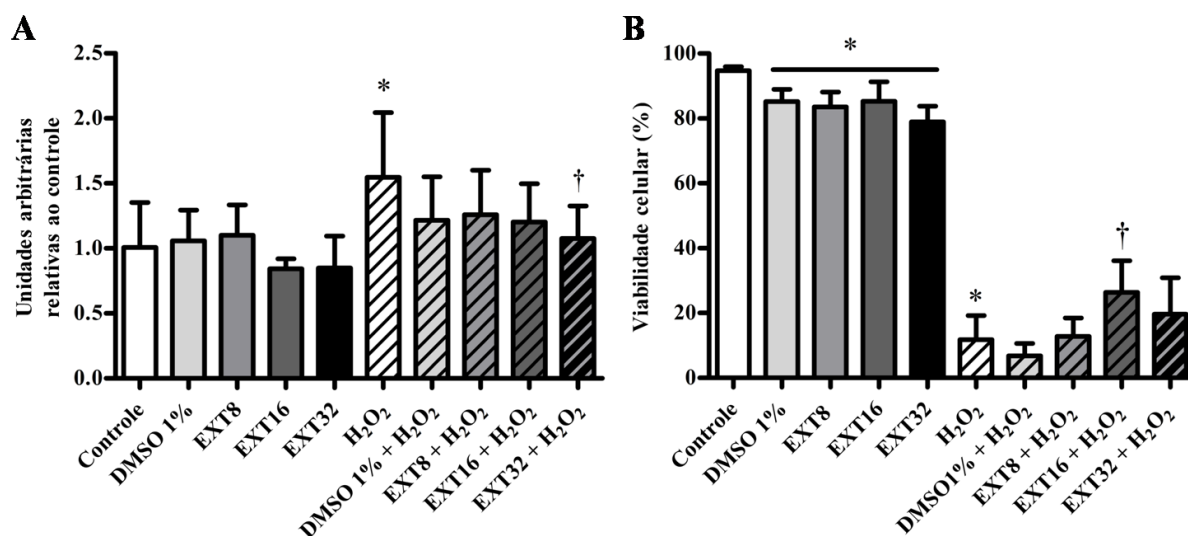 A
Unidades arbitrárias
relativas ao controle
2.5
2.0
1.5
1.0
0.5
0.0
*
†
Controle
DMSO 1%
EXT8
EXT16
EXT32
H₂O₂
DMSO 1% + H₂O₂
EXT8 + H₂O₂
EXT16 + H₂O₂
EXT32 + H₂O₂
B
Viabilidade celular (%)
100
80
60
40
20
0
*
*
†
Controle
DMSO 1%
EXT8
EXT16
EXT32
H₂O₂
DMSO1% + H₂O₂
EXT8 + H₂O₂
EXT16 + H₂O₂
EXT32 + H₂O₂